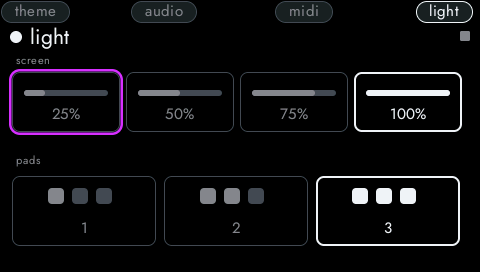 theme audio midi light
light
screen
25% 50% 75% 100%
pads
1 2 3